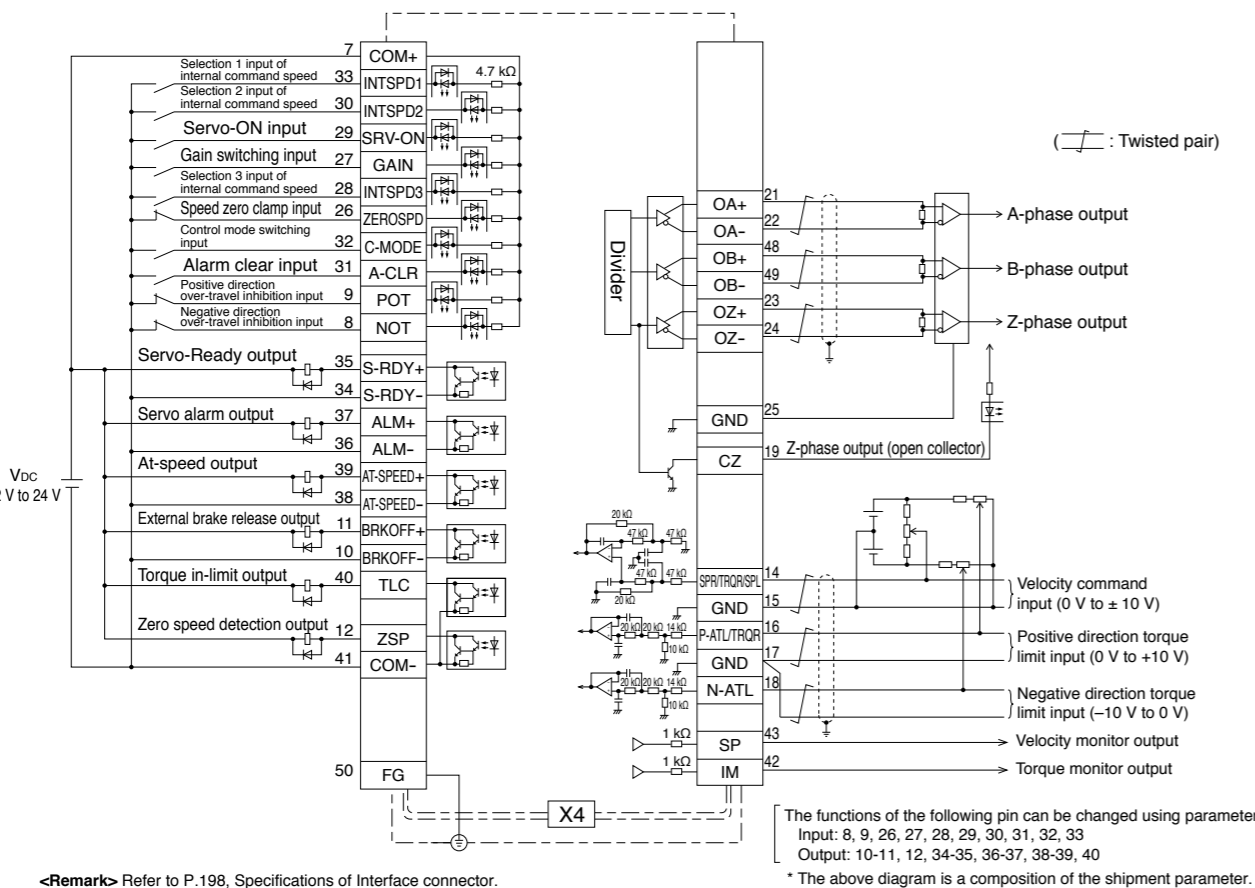 7 COM+
Selection 1 input of
internal command speed 33 INTSPD1 4.7 kΩ
Selection 2 input of
internal command speed 30 INTSPD2
Servo-ON input 29 SRV-ON
Gain switching input 27 GAIN
Selection 3 input of
internal command speed 28 INTSPD3
Speed zero clamp input 26 ZEROSPD
Control mode switching
input 32 C-MODE
Alarm clear input 31 A-CLR
Positive direction
over-travel inhibition input 9 POT
Negative direction
over-travel inhibition input 8 NOT
Servo-Ready output 35 S-RDY+
34 S-RDY-
Servo alarm output 37 ALM+
36 ALM-
At-speed output 39 AT-SPEED+
VDC
2 V to 24 V
38 AT-SPEED-
External brake release output 11 BRKOFF+
10 BRKOFF-
Torque in-limit output 40 TLC
Zero speed detection output 12 ZSP
41 COM-
50 FG
X4
( : Twisted pair)
Divider
OA+ 21
OA- 22
A-phase output
OB+ 48
OB- 49
B-phase output
OZ+ 23
OZ- 24
Z-phase output
GND 25
CZ 19 Z-phase output (open collector)
20 kΩ
47 kΩ
47 kΩ 47 kΩ SPR/TRQR/SPL 14
20 kΩ
GND 15
Velocity command
input (0 V to ± 10 V)
20 kΩ 20 kΩ 14 kΩ P-ATL/TRQR 16
10 kΩ
GND 17
Positive direction torque
limit input (0 V to +10 V)
20 kΩ 20 kΩ 14 kΩ N-ATL 18
10 kΩ
Negative direction torque
limit input (–10 V to 0 V)
1 kΩ SP 43 Velocity monitor output
1 kΩ IM 42 Torque monitor output
The functions of the following pin can be changed using parameter
Input: 8, 9, 26, 27, 28, 29, 30, 31, 32, 33
Output: 10-11, 12, 34-35, 36-37, 38-39, 40
* The above diagram is a composition of the shipment parameter.
<Remark> Refer to P.198, Specifications of Interface connector.